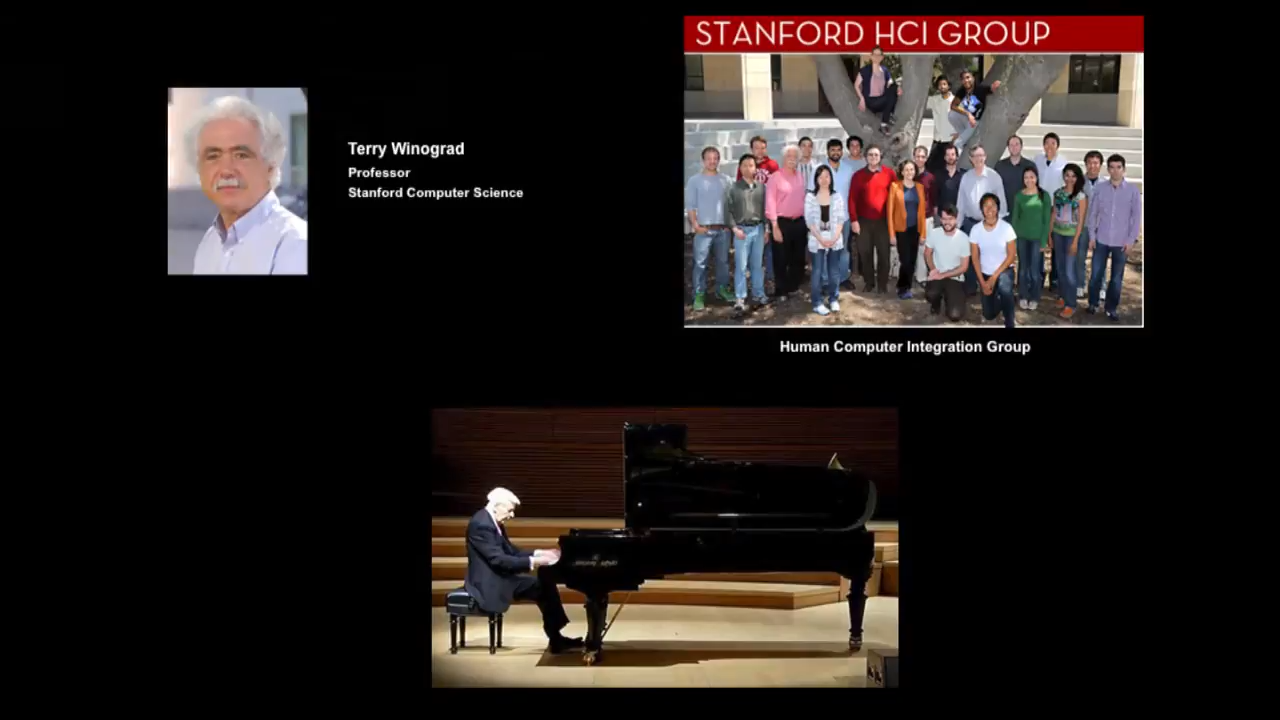 STANFORD HCI GROUP
Terry Winograd
Professor
Stanford Computer Science
Human Computer Integration Group